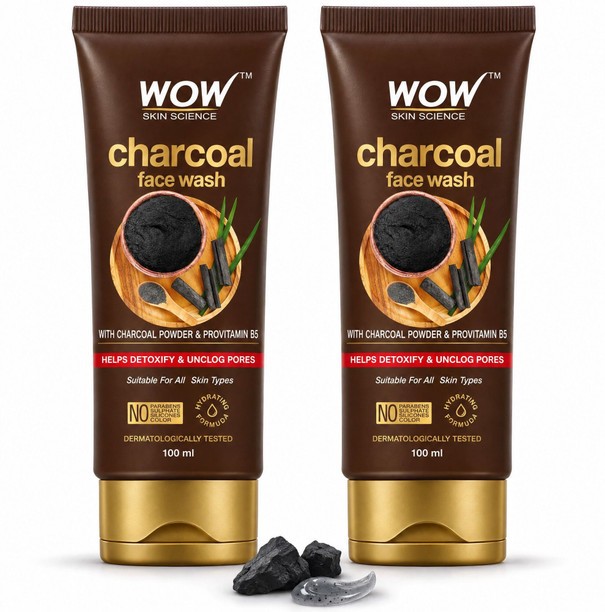 WOW™
SKIN SCIENCE
charcoal
face wash
WITH CHARCOAL POWDER & PROVITAMIN B5
HELPS DETOXIFY & UNCLOG PORES
Suitable For All Skin Types
NO
PARABENS
SULPHATE
SILICONES
COLOR
HYDRATING
FORMULA
DERMATOLOGICALLY TESTED
100 ml
WOW™
SKIN SCIENCE
charcoal
face wash
WITH CHARCOAL POWDER & PROVITAMIN B5
HELPS DETOXIFY & UNCLOG PORES
Suitable For All Skin Types
NO
PARABENS
SULPHATE
SILICONES
COLOR
HYDRATING
FORMULA
DERMATOLOGICALLY TESTED
100 ml